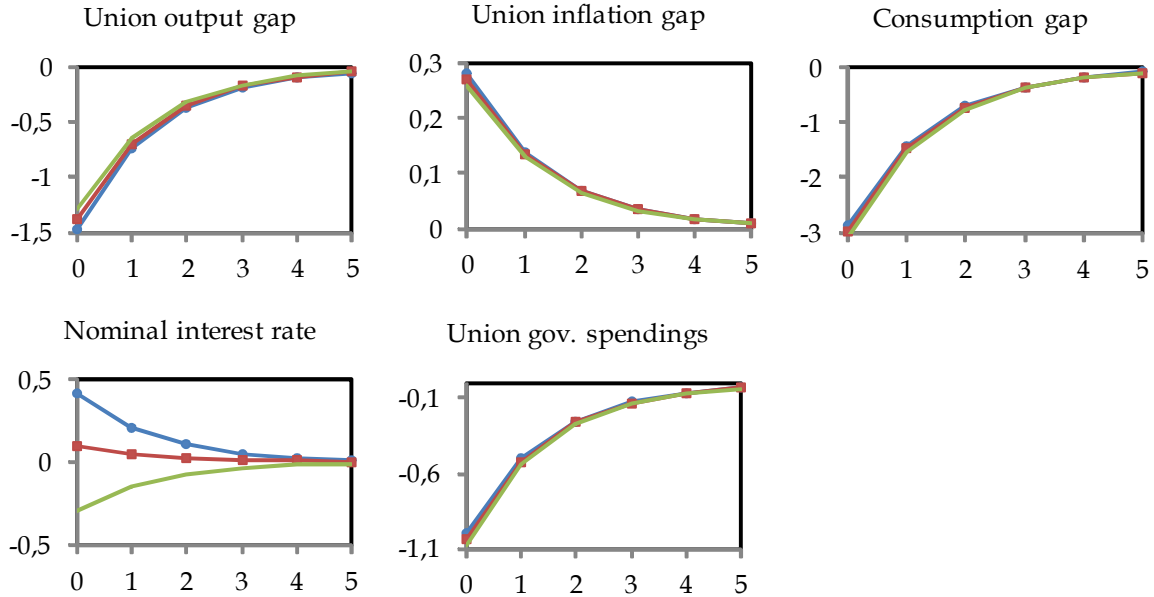 Union output gap
Union inflation gap
Consumption gap
0
-0,5
-1
-1,5
0 1 2 3 4 5
0,3
0,2
0,1
0
0 1 2 3 4 5
0
-1
-2
-3
0 1 2 3 4 5
Nominal interest rate
Union gov. spendings
0,5
0
-0,5
0 1 2 3 4 5
-0,1
-0,6
-1,1
0 1 2 3 4 5